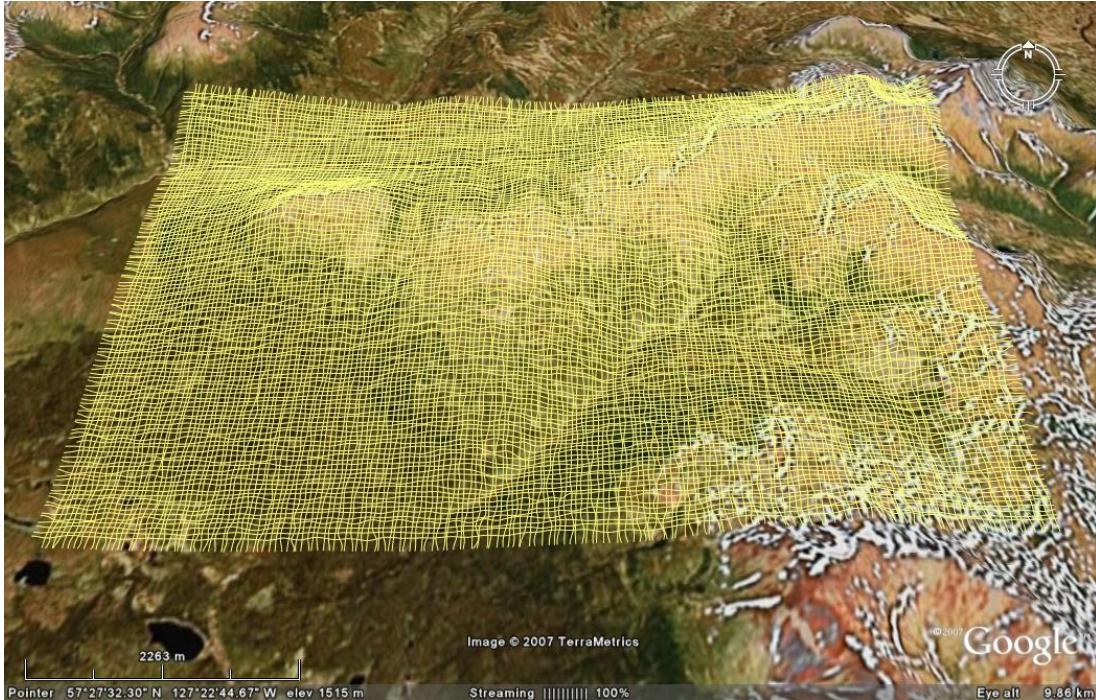 N
Image © 2007 TerraMetrics
©2007 Google
2263 m
Pointer 57°27'32.30" N 127°22'44.67" W elev 1515 m Streaming |||||||||| 100% Eye alt 9.86 km